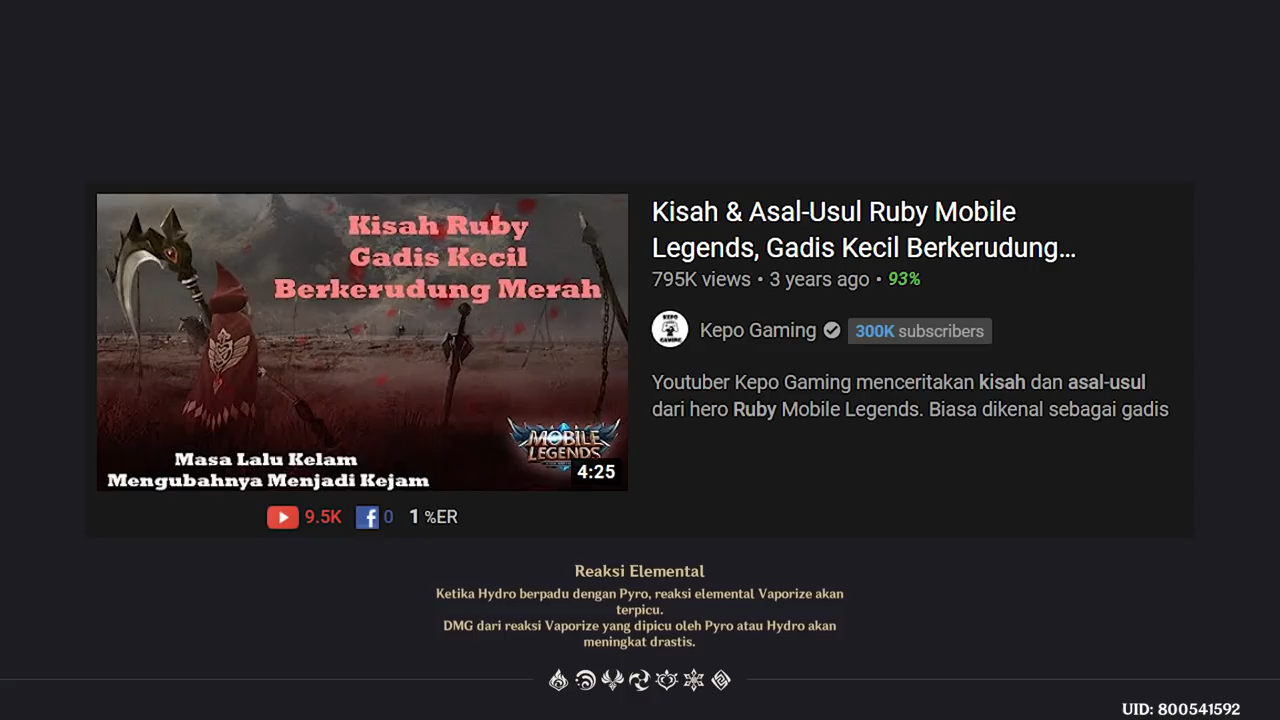 Kisah Ruby
Gadis Kecil
Berkerudung Merah
Masa Lalu Kelam
Mengubahnya Menjadi Kejam
MOBILE
LEGENDS
4:25
9.5K 0 1 %ER
Kisah & Asal-Usul Ruby Mobile
Legends, Gadis Kecil Berkerudung...
795K views • 3 years ago • 93%
KEPO
GAMING
Kepo Gaming 300K subscribers
Youtuber Kepo Gaming menceritakan kisah dan asal-usul
dari hero Ruby Mobile Legends. Biasa dikenal sebagai gadis
Reaksi Elemental
Ketika Hydro berpadu dengan Pyro, reaksi elemental Vaporize akan
terpicu.
DMG dari reaksi Vaporize yang dipicu oleh Pyro atau Hydro akan
meningkat drastis.
UID: 800541592